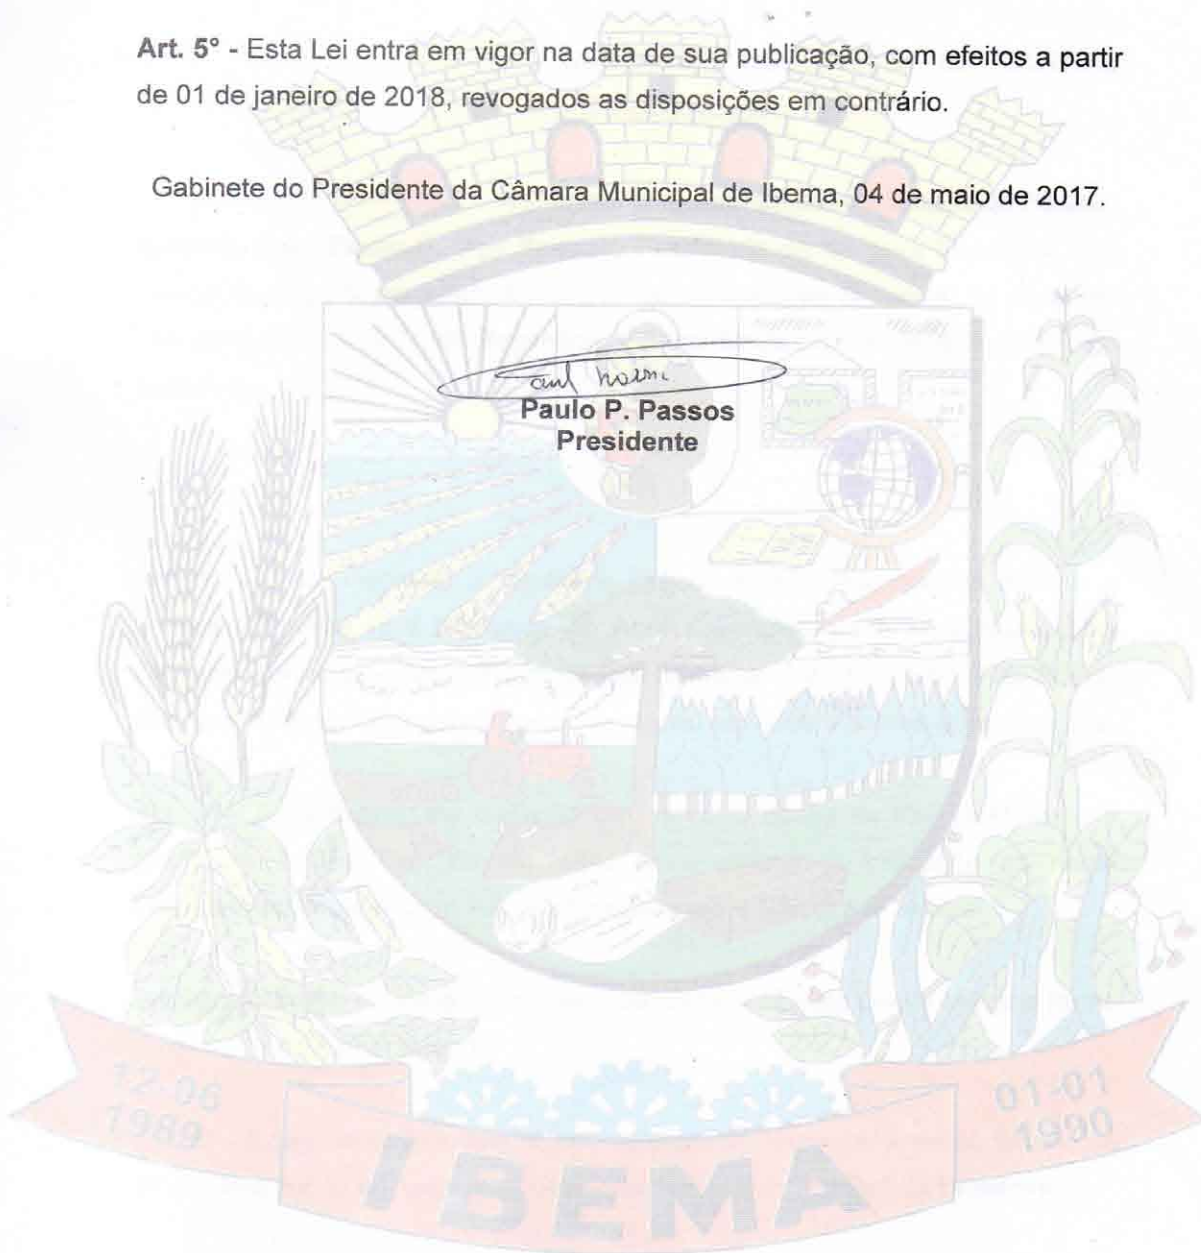 Art. 5º - Esta Lei entra em vigor na data de sua publicação, com efeitos a partir
de 01 de janeiro de 2018, revogados as disposições em contrário.
Gabinete do Presidente da Câmara Municipal de Ibema, 04 de maio de 2017.
Paulo P. Passos
Presidente
12-06
1989
01-01
1990
IBEMA